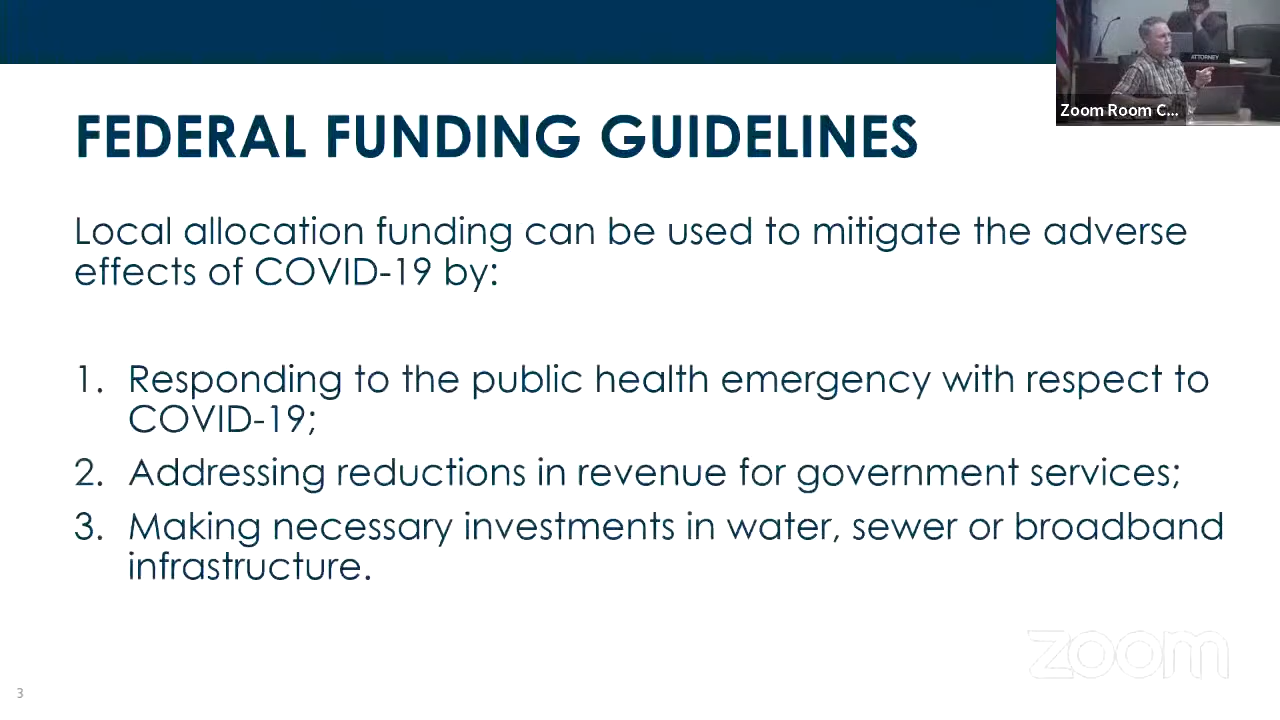 ATTORNEY
Zoom Room C...
FEDERAL FUNDING GUIDELINES
Local allocation funding can be used to mitigate the adverse
effects of COVID-19 by:
1. Responding to the public health emergency with respect to
COVID-19;
2. Addressing reductions in revenue for government services;
3. Making necessary investments in water, sewer or broadband
infrastructure.
zoom
3